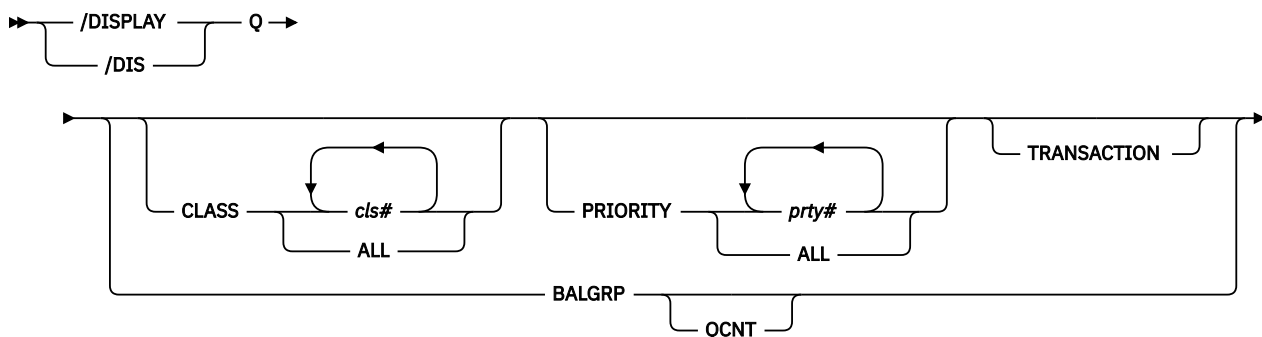 /DISPLAY Q
/DIS
TRANSACTION
CLASS cls# PRIORITY prty#
ALL ALL
BALGRP
OCNT